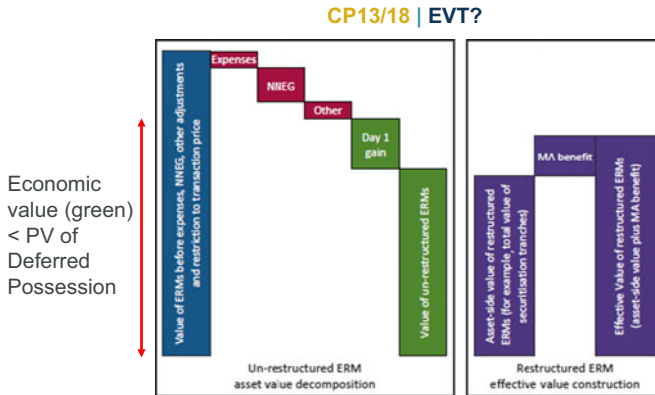 CP13/18 | EVT?
Economic
value (green)
< PV of
Deferred
Possession
Value of ERMs before expenses, NNEG, other adjustments
and restriction to transaction price
Expenses
NNEG
Other
Day 1
gain
Value of un-restructured ERMs
Un-restructured ERM
asset value decomposition
Asset-side value of restructured
ERMs (for example, total value of
securitisation tranches)
MA benefit
Effective Value of restructured ERMs
(asset-side value plus MA benefit)
Restructured ERM
effective value construction